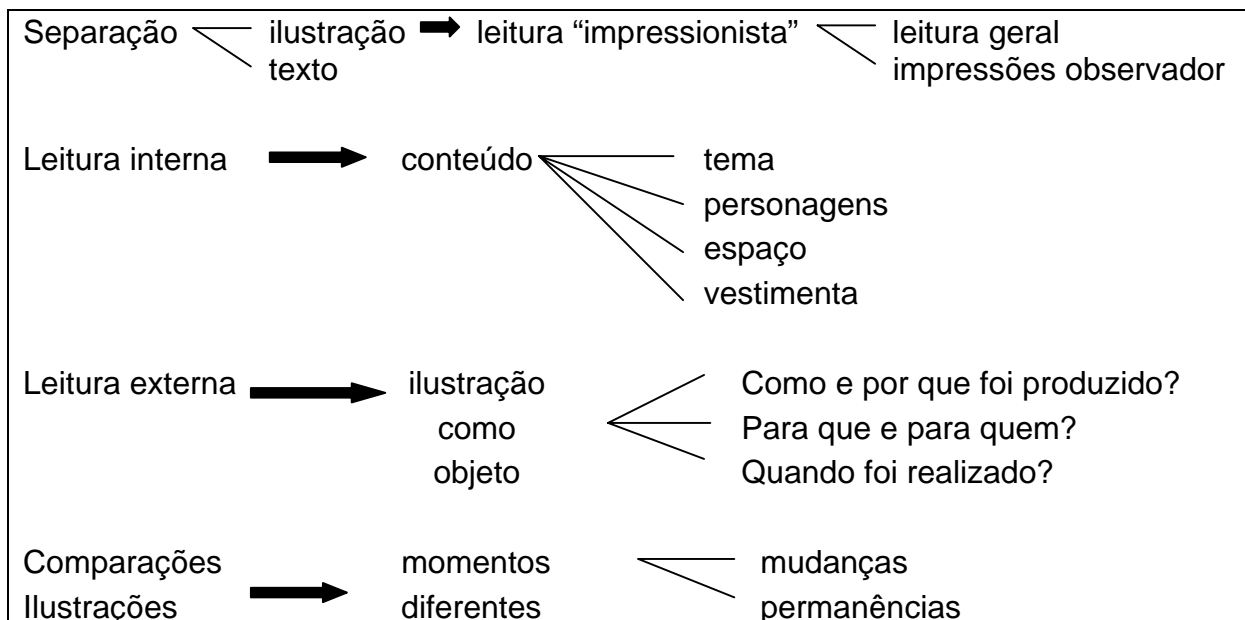 Separação ilustração leitura “impressionista” leitura geral
texto impressões observador
Leitura interna conteúdo tema
personagens
espaço
vestimenta
Leitura externa ilustração Como e por que foi produzido?
como Para que e para quem?
objeto Quando foi realizado?
Comparações momentos mudanças
Ilustrações diferentes permanências